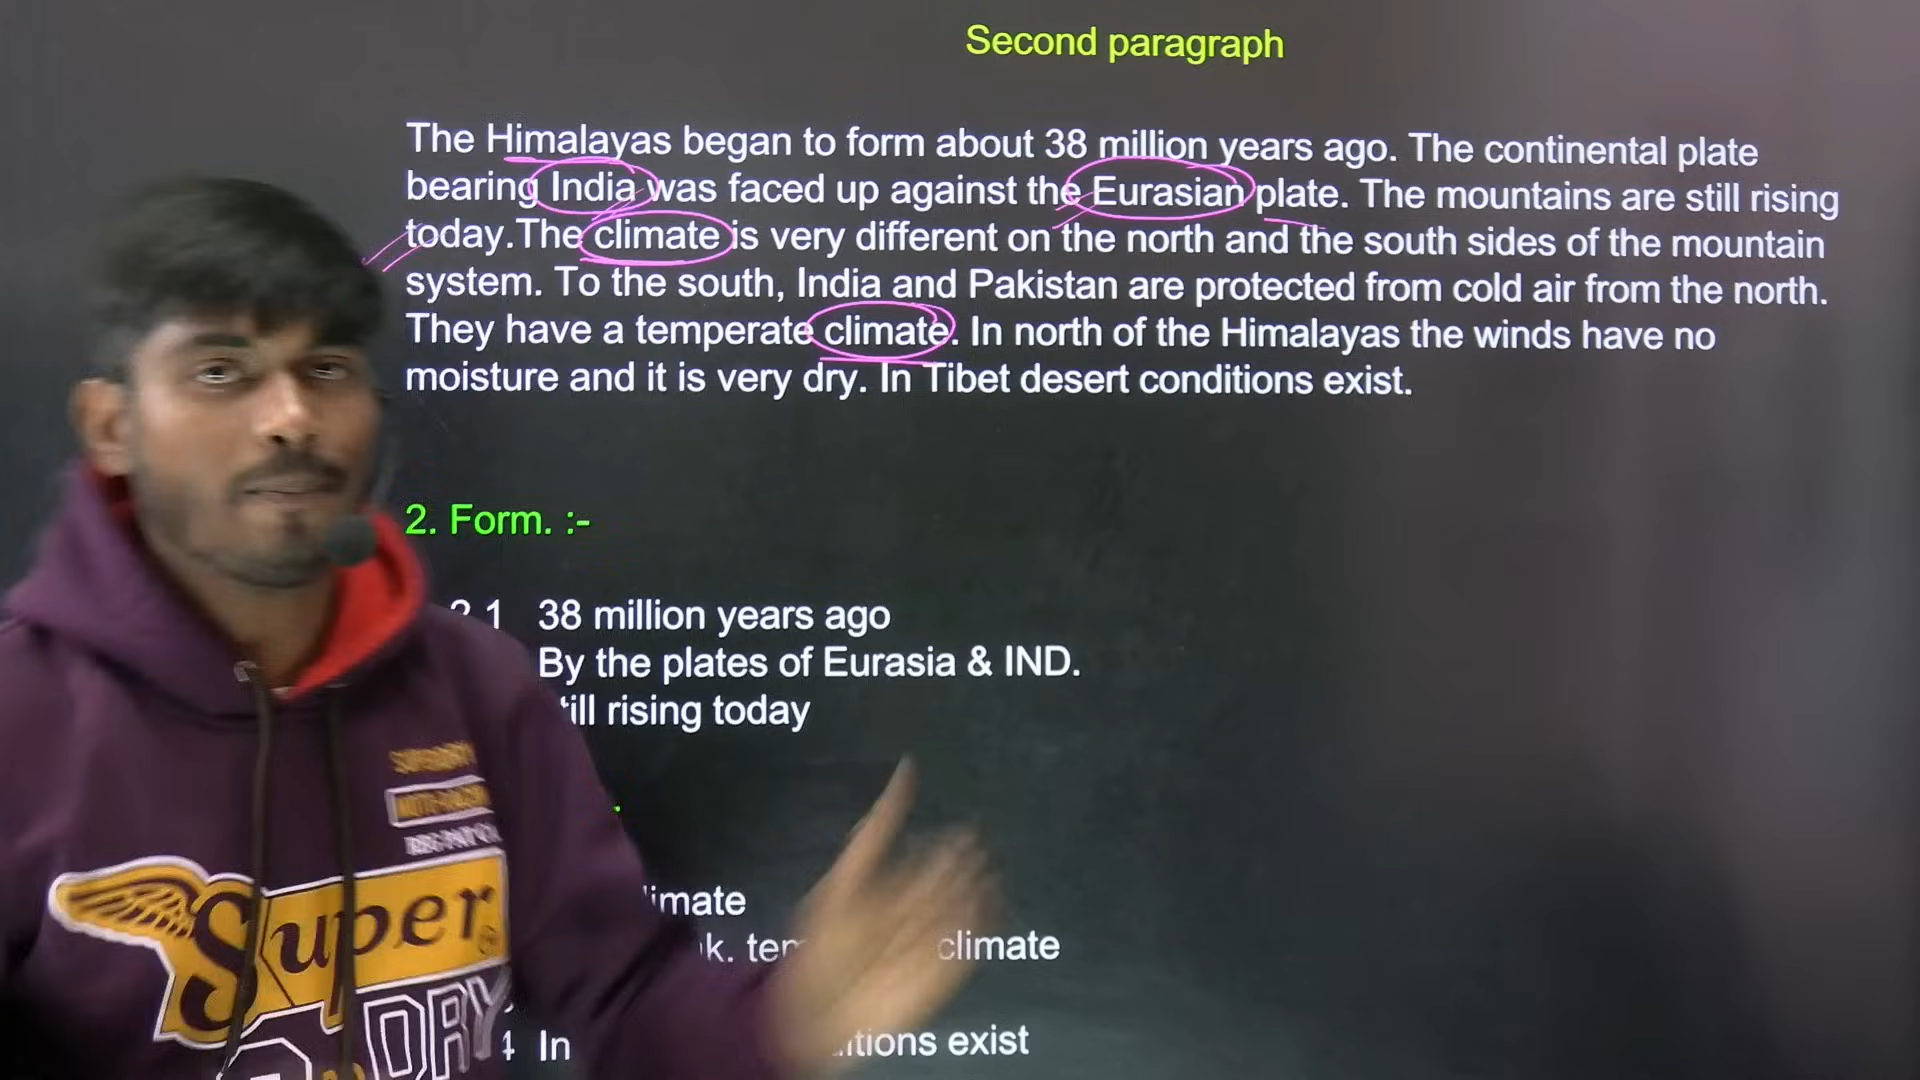 Second paragraph
The Himalayas began to form about 38 million years ago. The continental plate
bearing India was faced up against the Eurasian plate. The mountains are still rising
today.The climate is very different on the north and the south sides of the mountain
system. To the south, India and Pakistan are protected from cold air from the north.
They have a temperate climate. In north of the Himalayas the winds have no
moisture and it is very dry. In Tibet desert conditions exist.
2. Form. :-
38 million years ago
By the plates of Eurasia & IND.
rising today
climate
4 In exist
Super
DRY